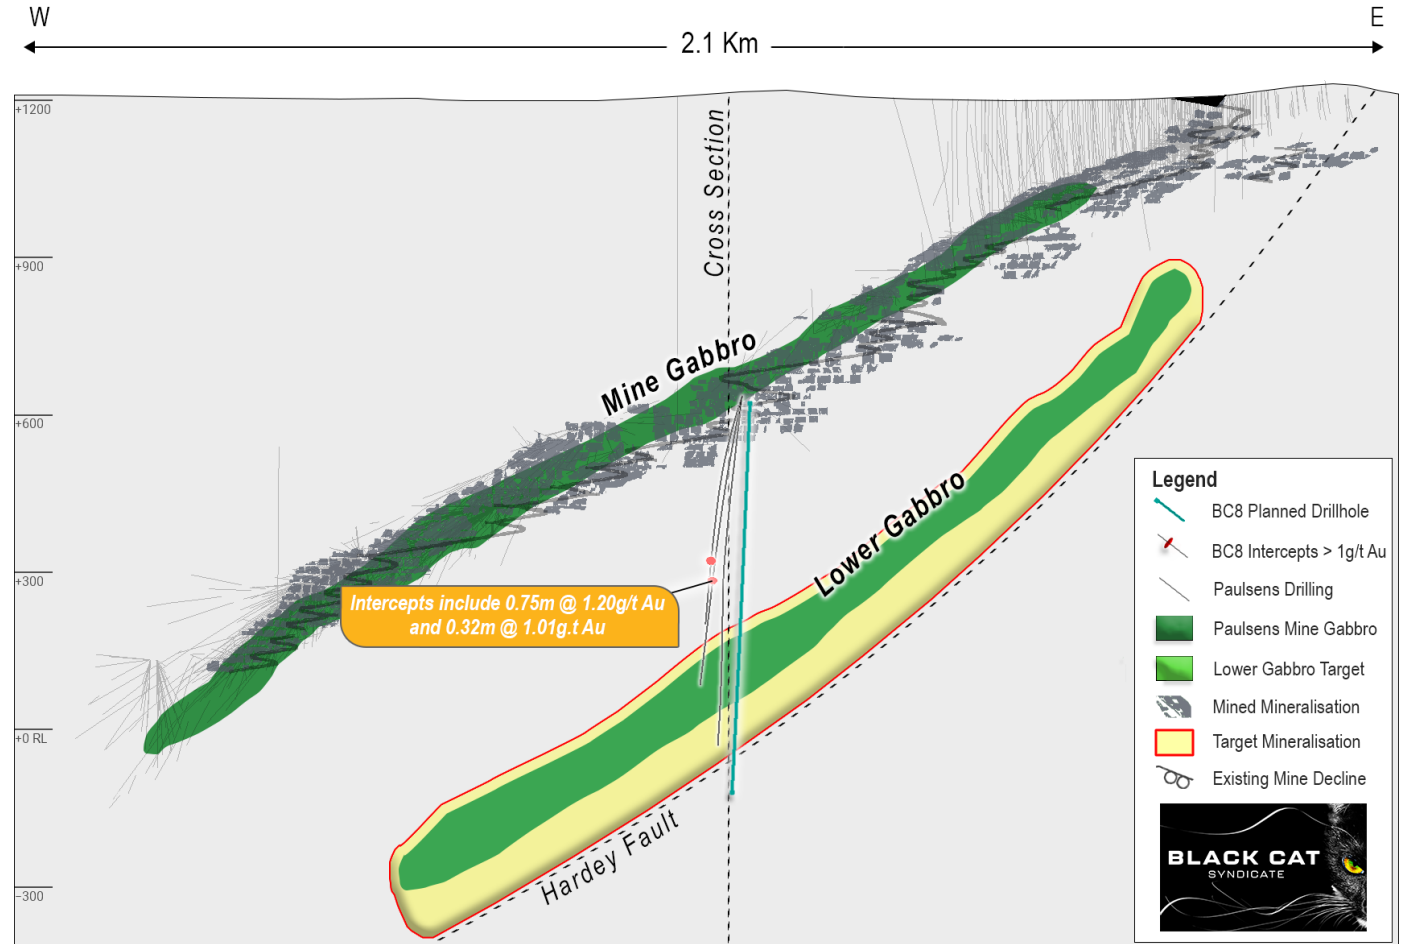 W
E
2.1 Km
+1200
+900
+600
+300
+0 RL
-300
Cross Section
Mine Gabbro
Lower Gabbro
Hardey Fault
Intercepts include 0.75m @ 1.20g/t Au
and 0.32m @ 1.01g.t Au
Legend
BC8 Planned Drillhole
BC8 Intercepts > 1g/t Au
Paulsens Drilling
Paulsens Mine Gabbro
Lower Gabbro Target
Mined Mineralisation
Target Mineralisation
Existing Mine Decline
BLACK CAT
SYNDICATE